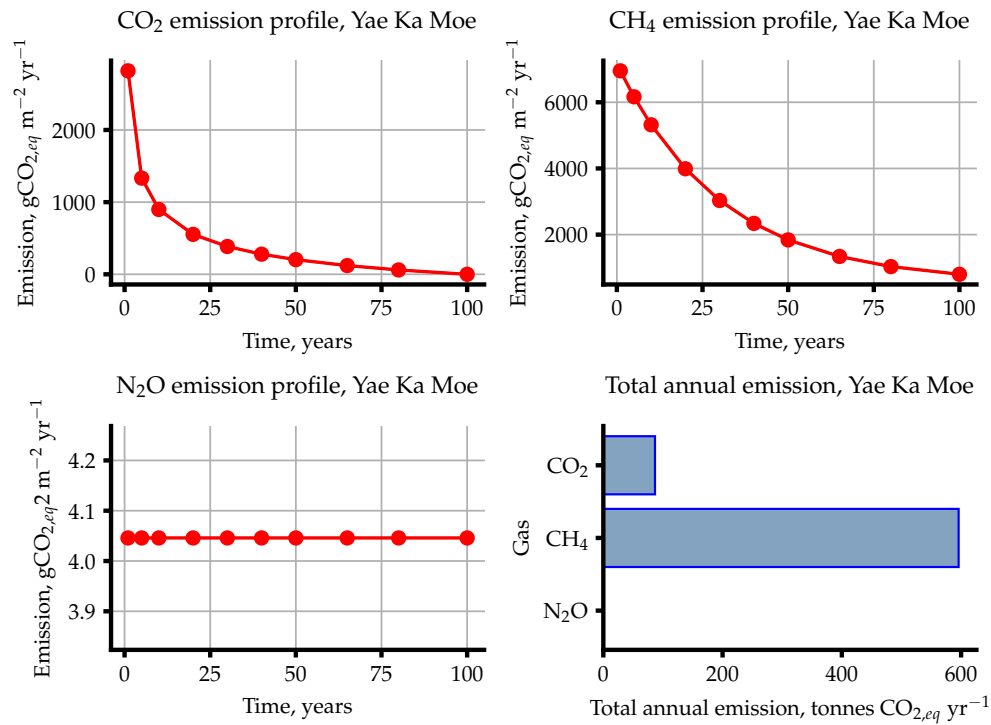 CO₂ emission profile, Yae Ka Moe
Emission, gCO₂,eq m⁻² yr⁻¹
2000
1000
0
0 25 50 75 100
Time, years
CH₄ emission profile, Yae Ka Moe
Emission, gCO₂,eq m⁻² yr⁻¹
6000
4000
2000
0 25 50 75 100
Time, years
N₂O emission profile, Yae Ka Moe
Emission, gCO₂,eq2 m⁻² yr⁻¹
4.2
4.1
4.0
3.9
0 25 50 75 100
Time, years
Total annual emission, Yae Ka Moe
Gas
CO₂
CH₄
N₂O
0 200 400 600
Total annual emission, tonnes CO₂,eq yr⁻¹